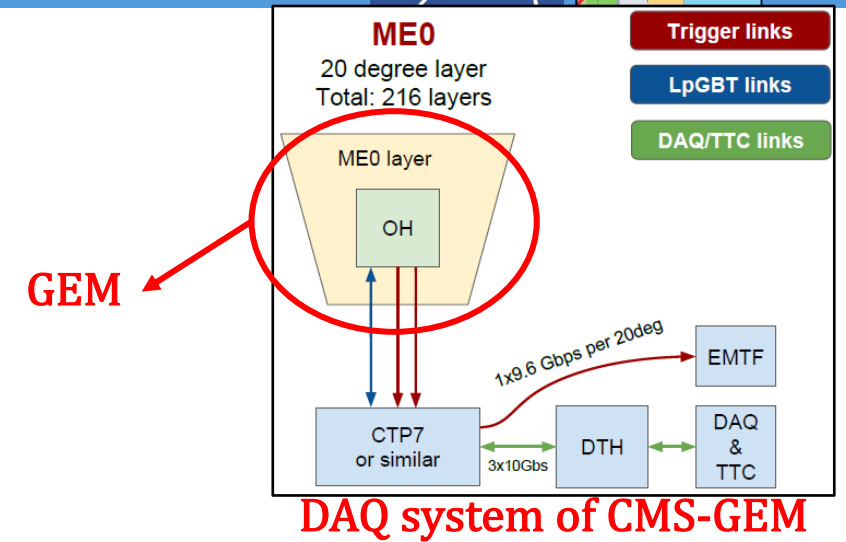 ME0
20 degree layer
Total: 216 layers
Trigger links
LpGBT links
DAQ/TTC links
ME0 layer
OH
GEM
1x9.6 Gbps per 20deg
EMTF
CTP7
or similar
3x10Gbs
DTH
DAQ
&
TTC
DAQ system of CMS-GEM